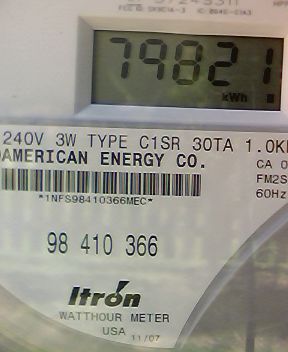 79821
kWh
240V 3W TYPE C1SR 30TA 1.0K
AMERICAN ENERGY CO.
CA 0
FM2S
60Hz
*1NFS98410366MEC*
98 410 366
Itrón
WATTHOUR METER
USA 11/07